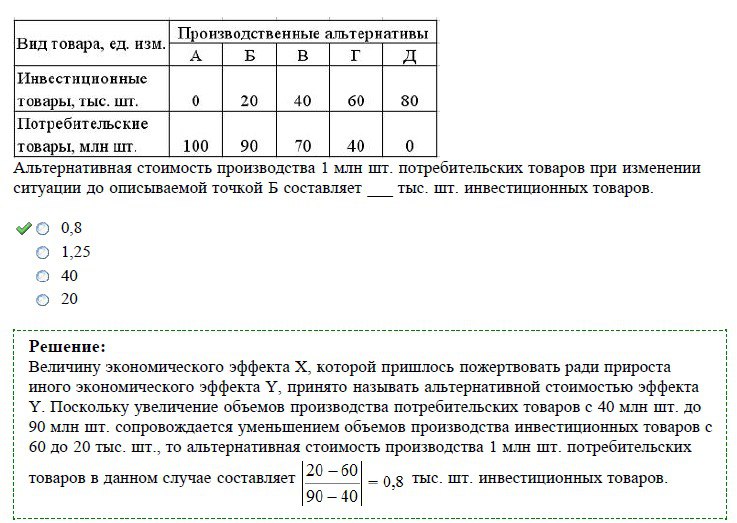 Вид товара, ед. изм. Производственные альтернативы
А Б В Г Д
Инвестиционные
товары, тыс. шт. 0 20 40 60 80
Потребительские
товары, млн шт. 100 90 70 40 0
Альтернативная стоимость производства 1 млн шт. потребительских товаров при изменении
ситуации до описываемой точкой Б составляет ___ тыс. шт. инвестиционных товаров.
0,8
1,25
40
20
Решение:
Величину экономического эффекта X, которой пришлось пожертвовать ради прироста
иного экономического эффекта Y, принято называть альтернативной стоимостью эффекта
Y. Поскольку увеличение объемов производства потребительских товаров с 40 млн шт. до
90 млн шт. сопровождается уменьшением объемов производства инвестиционных товаров с
60 до 20 тыс. шт., то альтернативная стоимость производства 1 млн шт. потребительских
товаров в данном случае составляет |20 – 60 / 90 – 40| = 0,8 тыс. шт. инвестиционных товаров.